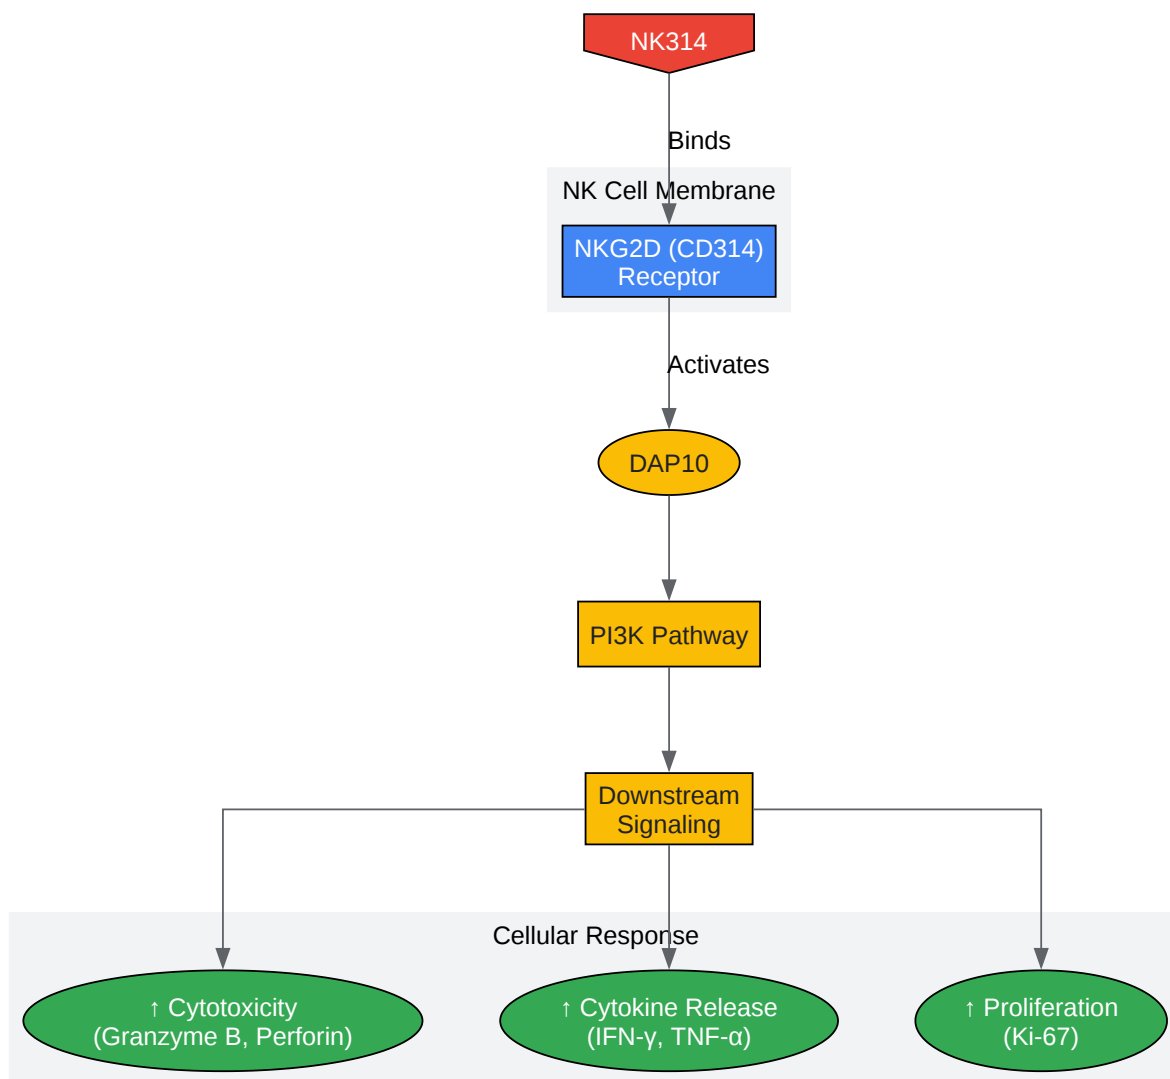 NK314
Binds
NK Cell Membrane
NKG2D (CD314)
Receptor
Activates
DAP10
PI3K Pathway
Downstream
Signaling
Cellular Response
↑ Cytotoxicity
(Granzyme B, Perforin)
↑ Cytokine Release
(IFN-γ, TNF-α)
↑ Proliferation
(Ki-67)